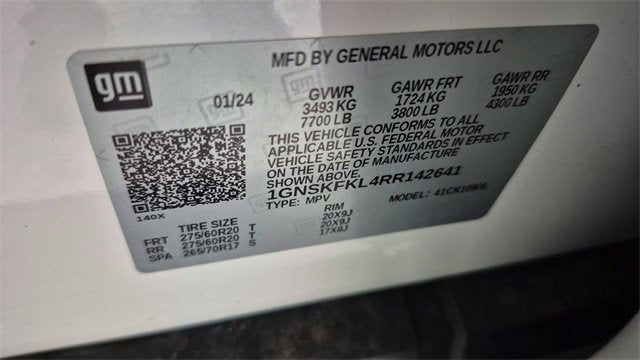 gm
MFD BY GENERAL MOTORS LLC
01/24
GVWR GAWR FRT GAWR RR
3493 KG 1724 KG 1950 KG
7700 LB 3800 LB 4300 LB
THIS VEHICLE CONFORMS TO ALL
APPLICABLE U.S. FEDERAL MOTOR
VEHICLE SAFETY STANDARDS IN EFFECT
ON THE DATE OF MANUFACTURE
SHOWN ABOVE.
1GNSKFKL4RR142641
TYPE: MPV MODEL: 41CK10906
140X
TIRE SIZE RIM
FRT 275/60R20 T 20X9J
RR 275/60R20 T 20X9J
SPA 265/70R17 S 17X8J